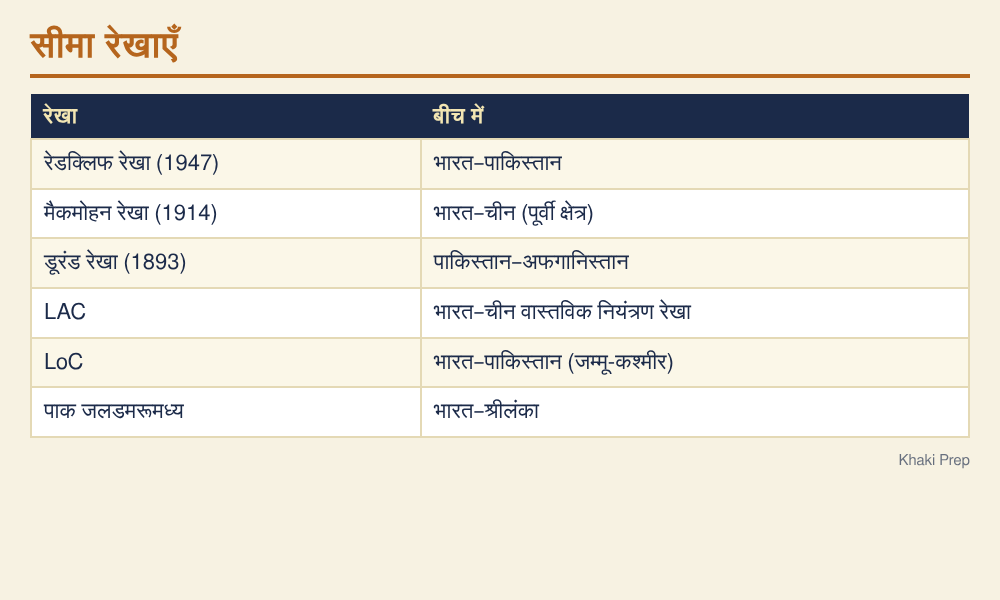 सीमा रेखाएँ
रेखा बीच में
रेडक्लिफ रेखा (1947) भारत–पाकिस्तान
मैकमोहन रेखा (1914) भारत–चीन (पूर्वी क्षेत्र)
डूरंड रेखा (1893) पाकिस्तान–अफगानिस्तान
LAC भारत–चीन वास्तविक नियंत्रण रेखा
LoC भारत–पाकिस्तान (जम्मू-कश्मीर)
पाक जलडमरूमध्य भारत–श्रीलंका
Khaki Prep